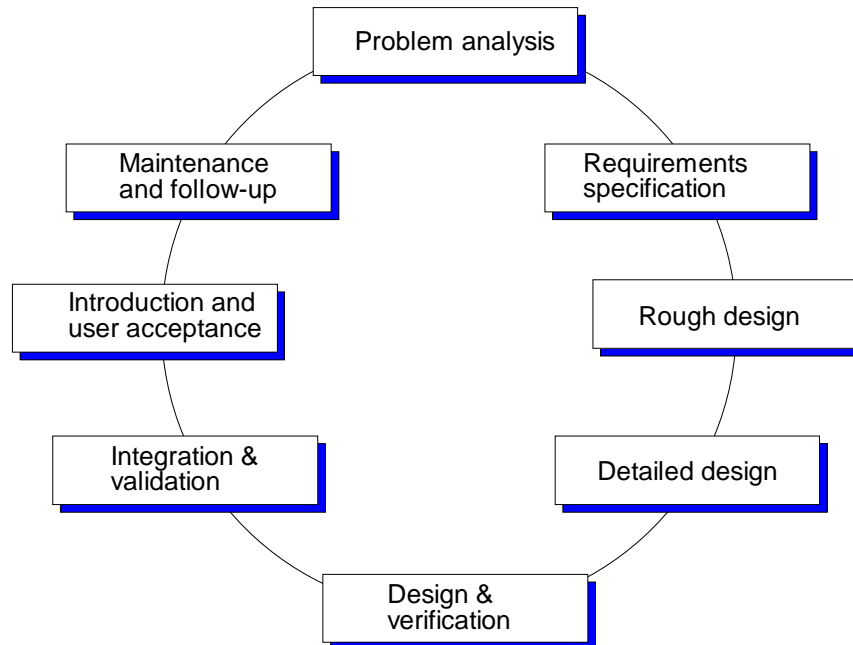 Problem analysis
Maintenance
and follow-up
Requirements
specification
Introduction and
user acceptance
Rough design
Integration &
validation
Detailed design
Design &
verification